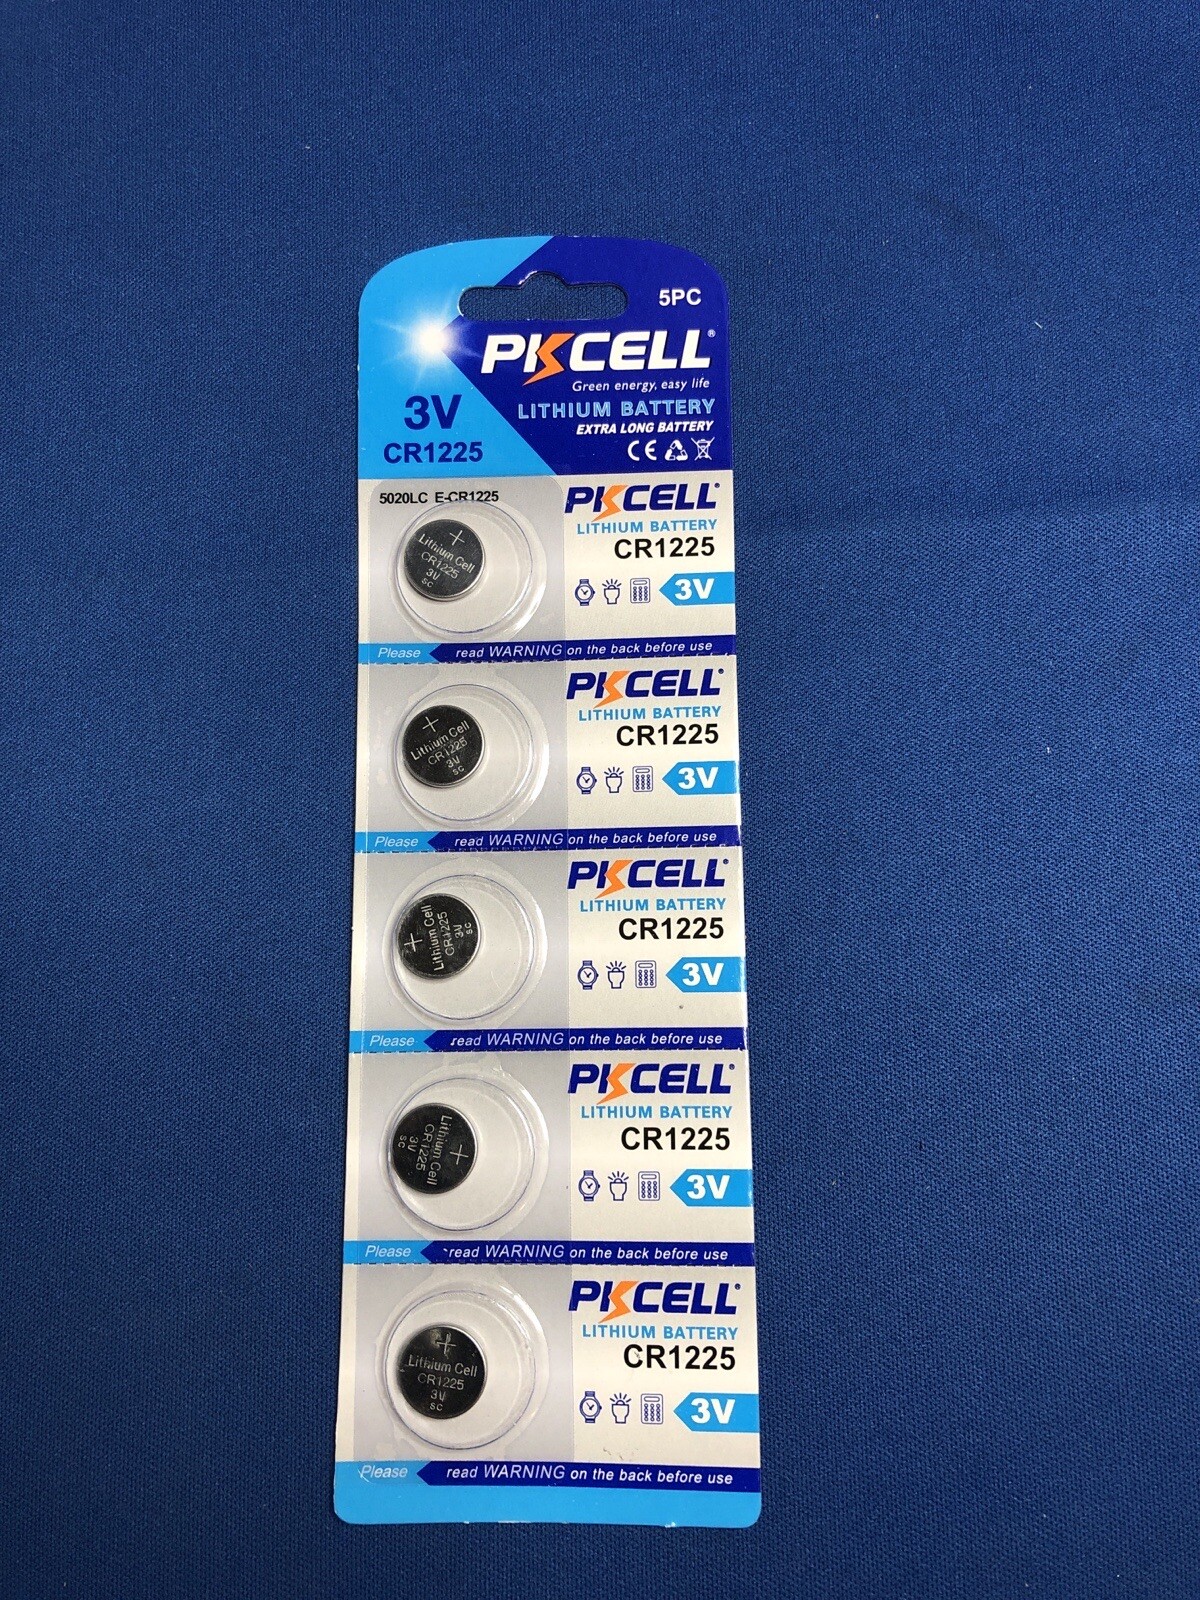 5PC
PKCELL®
Green energy, easy life
3V
LITHIUM BATTERY
EXTRA LONG BATTERY
CR1225
CE
5020LC E-CR1225
PKCELL
LITHIUM BATTERY
CR1225
3V
+
Lithium Cell
CR1225
3V
SC
Please read WARNING on the back before use
PKCELL
LITHIUM BATTERY
CR1225
3V
+
Lithium Cell
CR1225
3V
SC
Please read WARNING on the back before use
PKCELL
LITHIUM BATTERY
CR1225
3V
+
Lithium Cell
CR1225
3V
SC
Please read WARNING on the back before use
PKCELL
LITHIUM BATTERY
CR1225
3V
+
Lithium Cell
CR1225
3V
SC
Please read WARNING on the back before use
PKCELL
LITHIUM BATTERY
CR1225
3V
+
Lithium Cell
CR1225
3V
SC
Please read WARNING on the back before use